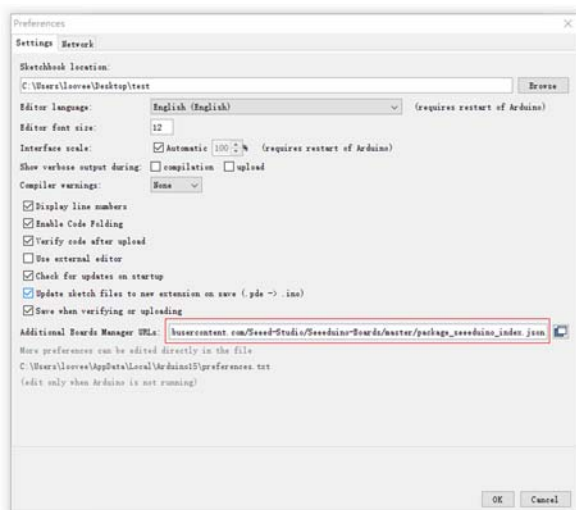 Preferences
Settings Network
Sketchbook location:
C:\Users\loovee\Desktop\test Browse
Editor language: English (English) (requires restart of Arduino)
Editor font size: 12
Interface scale: Automatic 100 % (requires restart of Arduino)
Show verbose output during: compilation upload
Compiler warnings: None
Display line numbers
Enable Code Folding
Verify code after upload
Use external editor
Check for updates on startup
Update sketch files to new extension on save (.pde -> .ino)
Save when verifying or uploading
Additional Boards Manager URLs: busercontent.com/Seeed-Studio/Seeeduino-Boards/master/package_seeeduino_index.json
More preferences can be edited directly in the file
C:\Users\loovee\AppData\Local\Arduino15\preferences.txt
(edit only when Arduino is not running)
OK Cancel